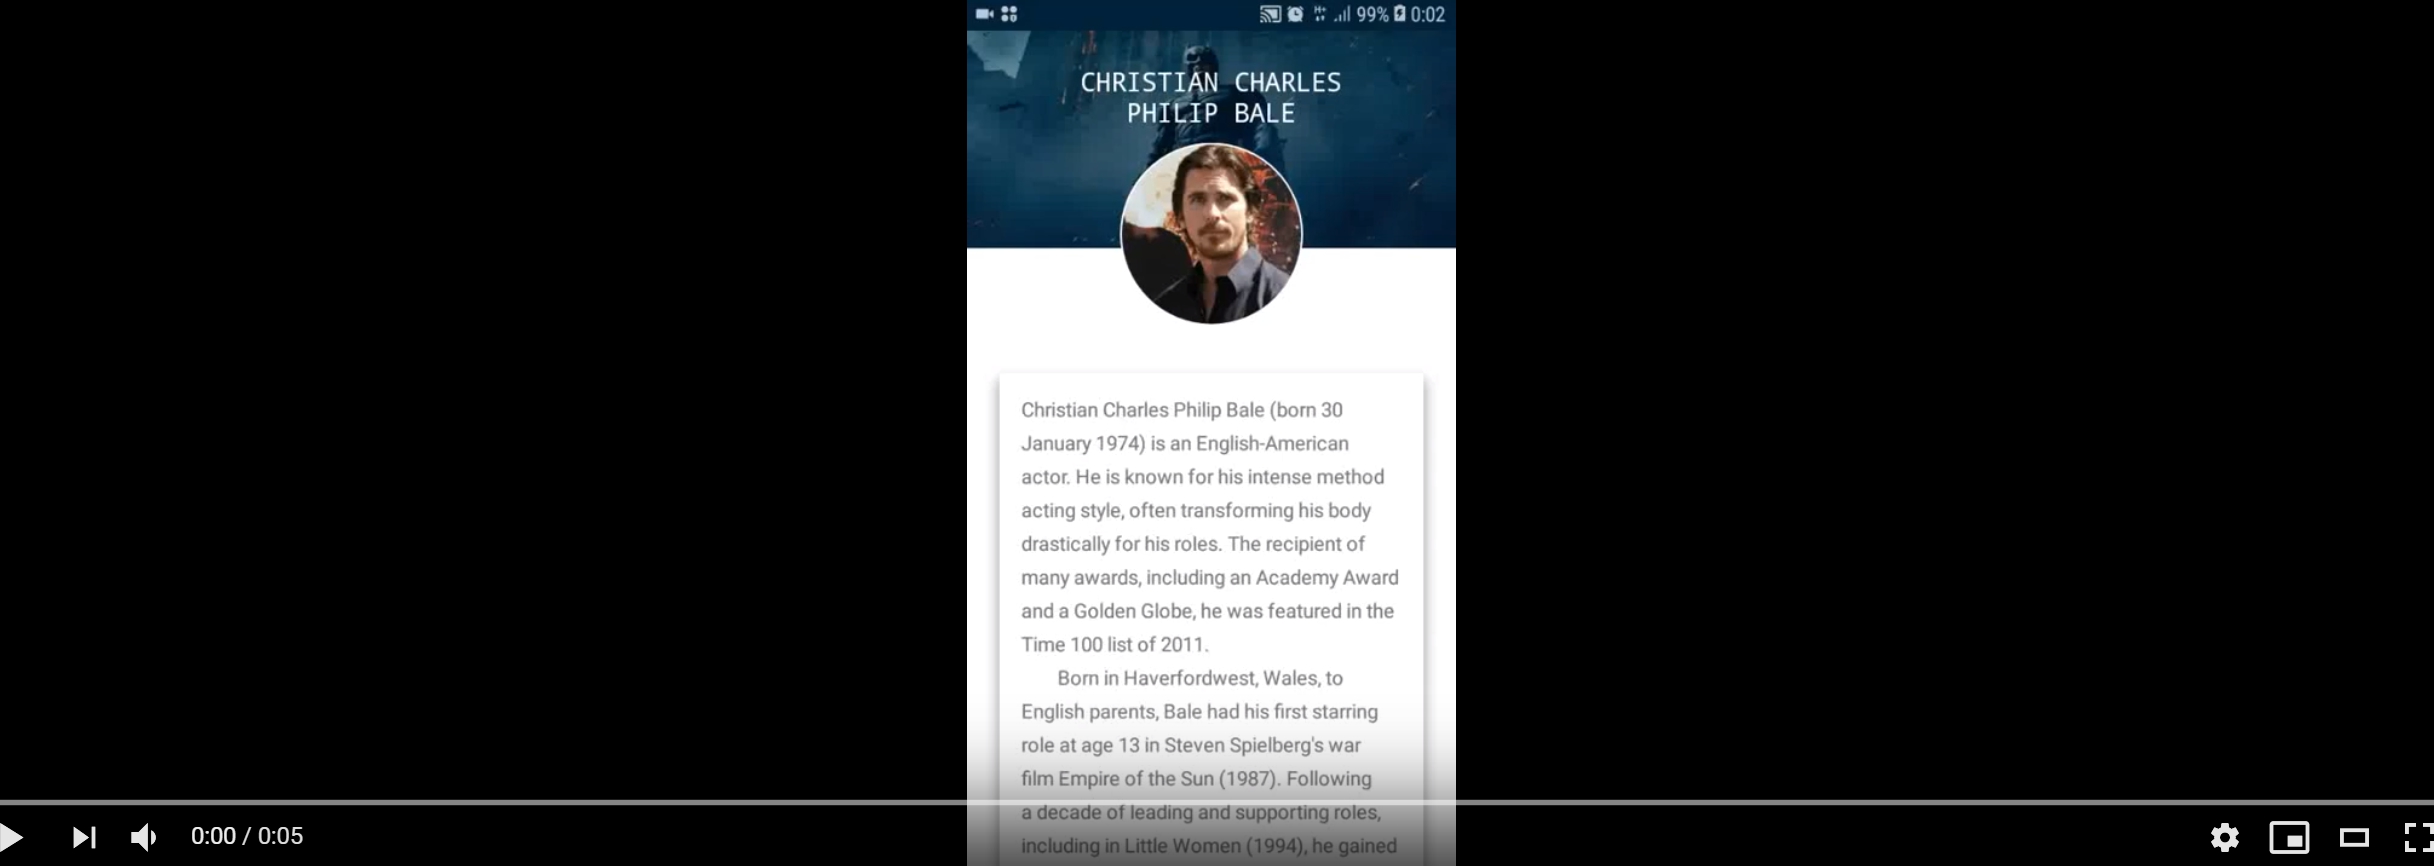 H+ 99% 0:02
CHRISTIAN CHARLES
PHILIP BALE
Christian Charles Philip Bale (born 30
January 1974) is an English-American
actor. He is known for his intense method
acting style, often transforming his body
drastically for his roles. The recipient of
many awards, including an Academy Award
and a Golden Globe, he was featured in the
Time 100 list of 2011.
Born in Haverfordwest, Wales, to
English parents, Bale had his first starring
role at age 13 in Steven Spielberg's war
film Empire of the Sun (1987). Following
a decade of leading and supporting roles,
including in Little Women (1994), he gained
0:00 / 0:05